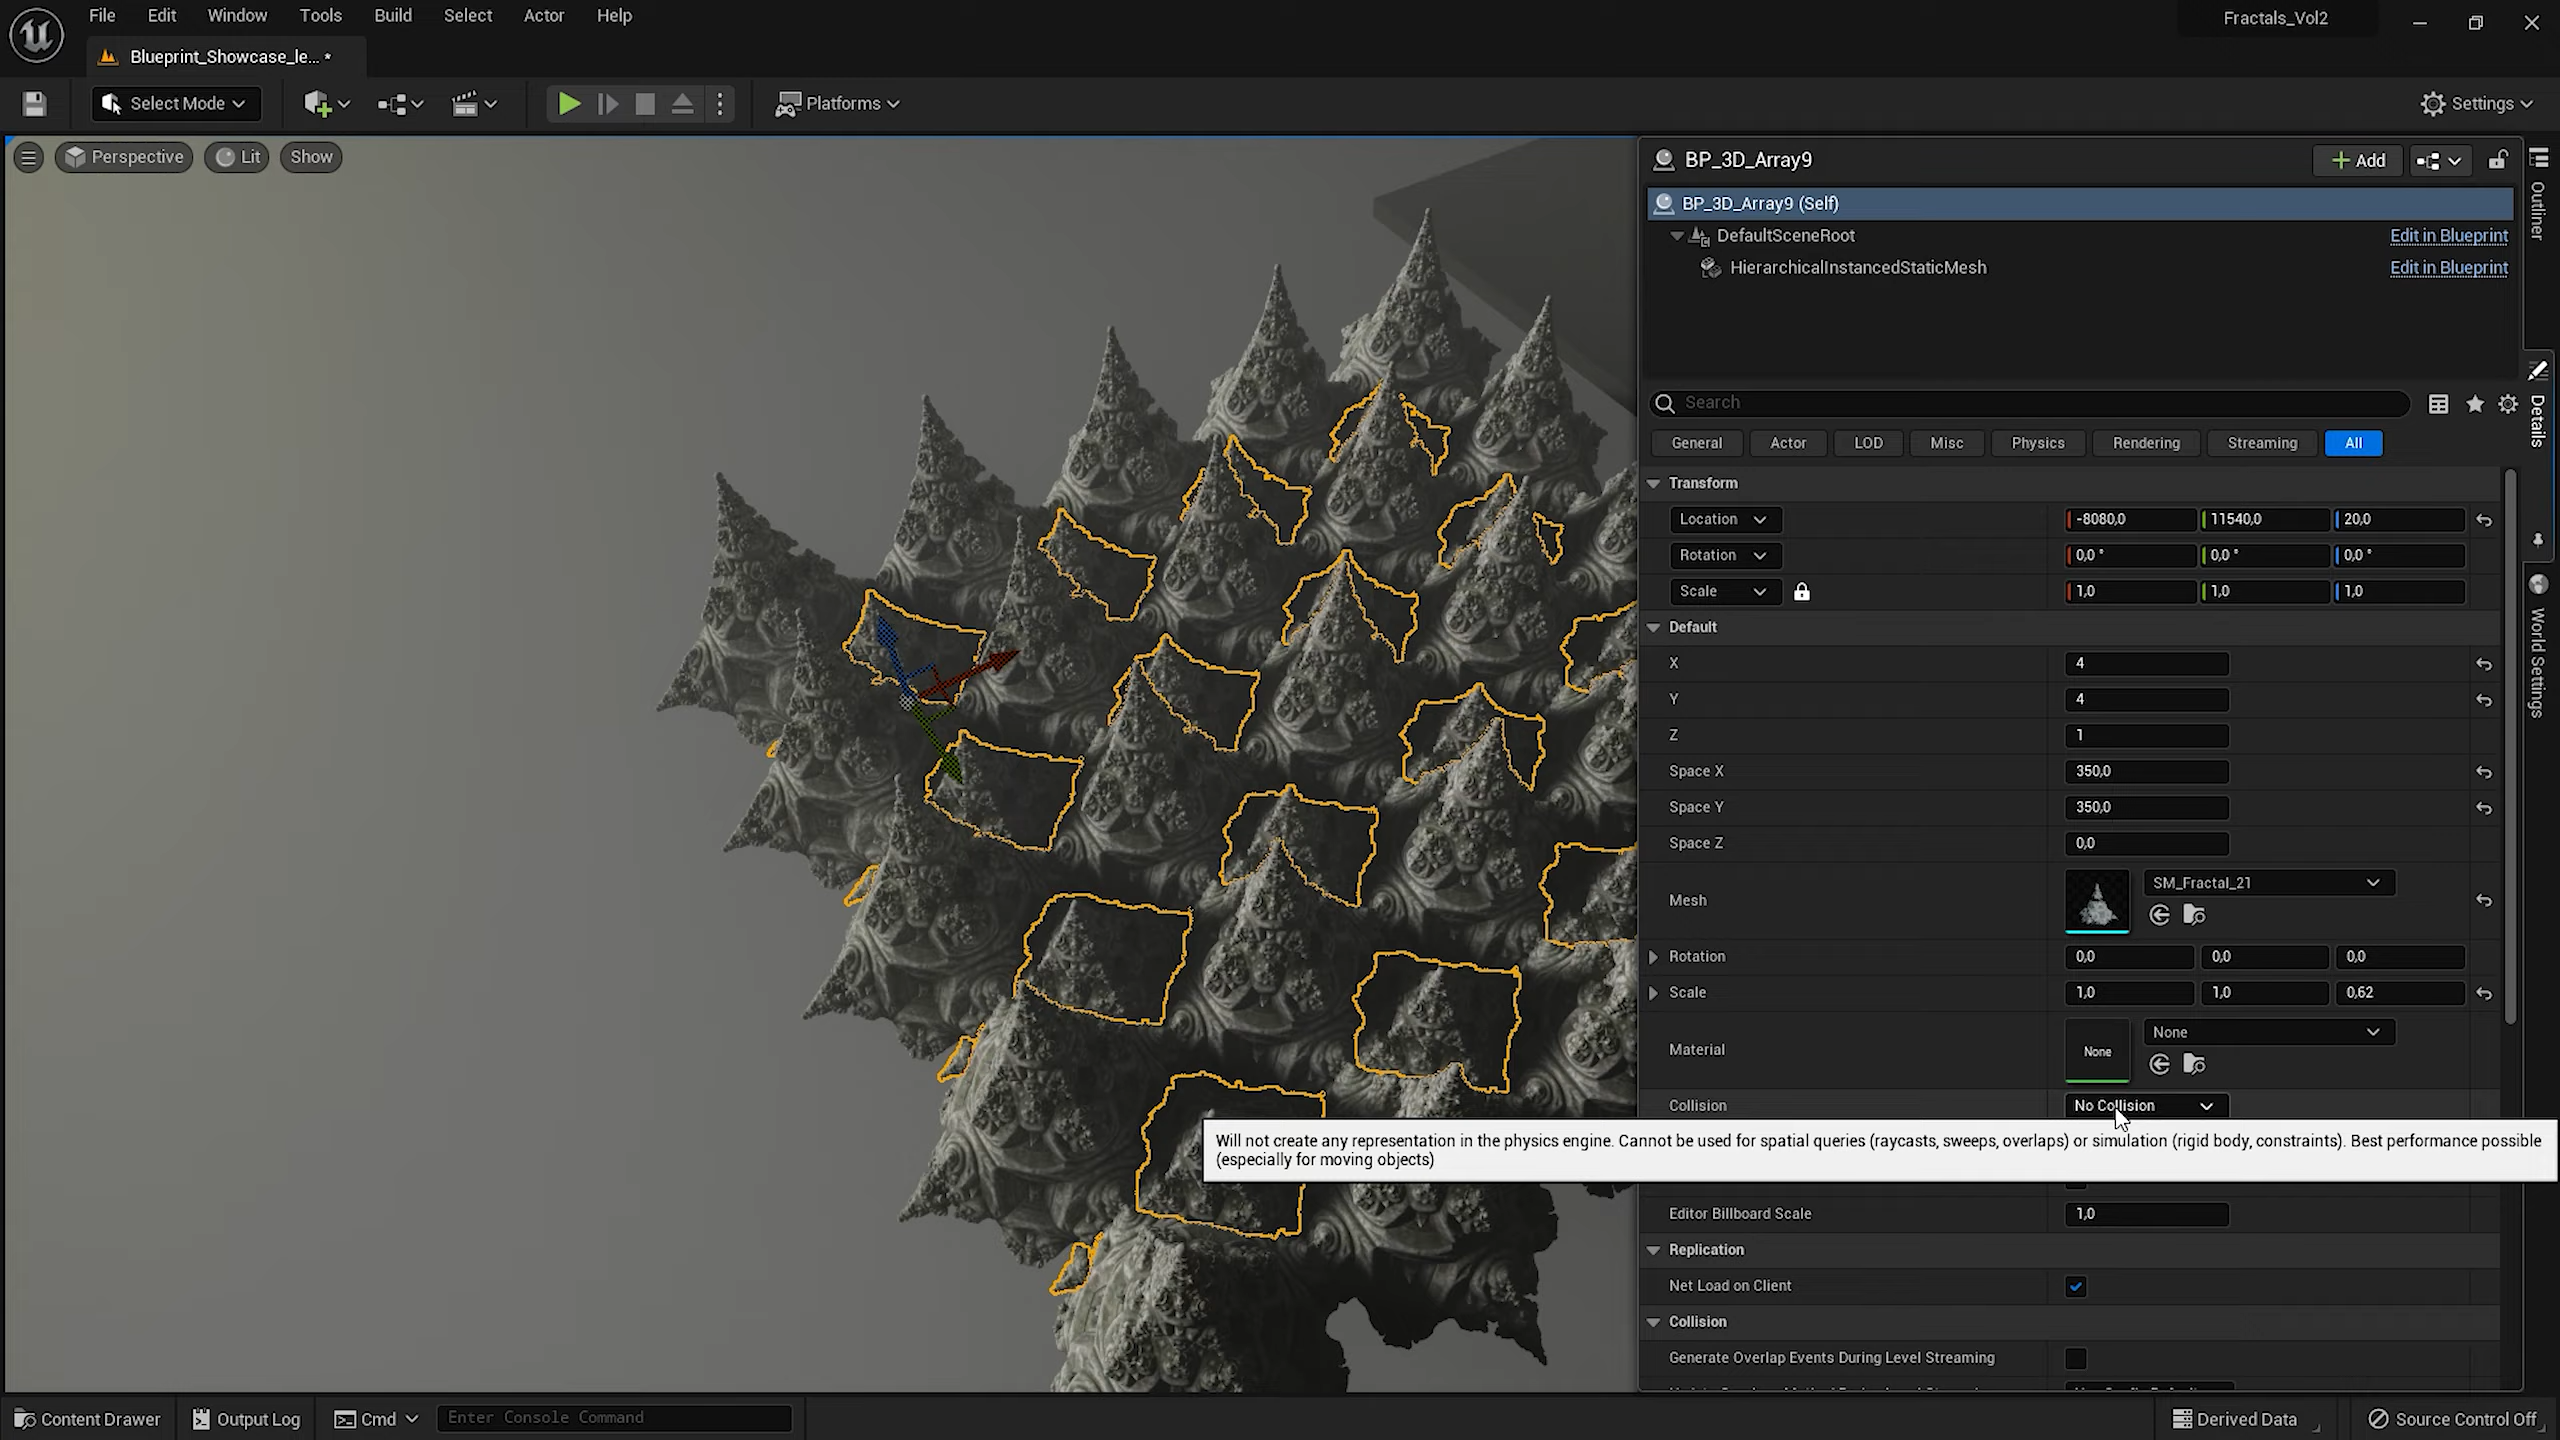 File Edit Window Tools Build Select Actor Help
Fractals_Vol2
Blueprint_Showcase_le... •
Select Mode
Platforms
Settings
Perspective
Lit
Show
BP_3D_Array9
Add
BP_3D_Array9 (Self)
DefaultSceneRoot
Edit in Blueprint
HierarchicalInstancedStaticMesh
Edit in Blueprint
Outliner
Details
World Settings
Search
General Actor LOD Misc Physics Rendering Streaming All
Transform
Location -8080,0 11540,0 20,0
Rotation 0,0 ° 0,0 ° 0,0 °
Scale 1,0 1,0 1,0
Default
X 4
Y 4
Z 1
Space X 350,0
Space Y 350,0
Space Z 0,0
Mesh SM_Fractal_21
Rotation 0,0 0,0 0,0
Scale 1,0 1,0 0,62
Material None None
Collision No Collision
Will not create any representation in the physics engine. Cannot be used for spatial queries (raycasts, sweeps, overlaps) or simulation (rigid body, constraints). Best performance possible
(especially for moving objects)
Editor Billboard Scale 1,0
Replication
Net Load on Client
Collision
Generate Overlap Events During Level Streaming
Content Drawer
Output Log
Cmd
Enter Console Command
Derived Data
Source Control Off